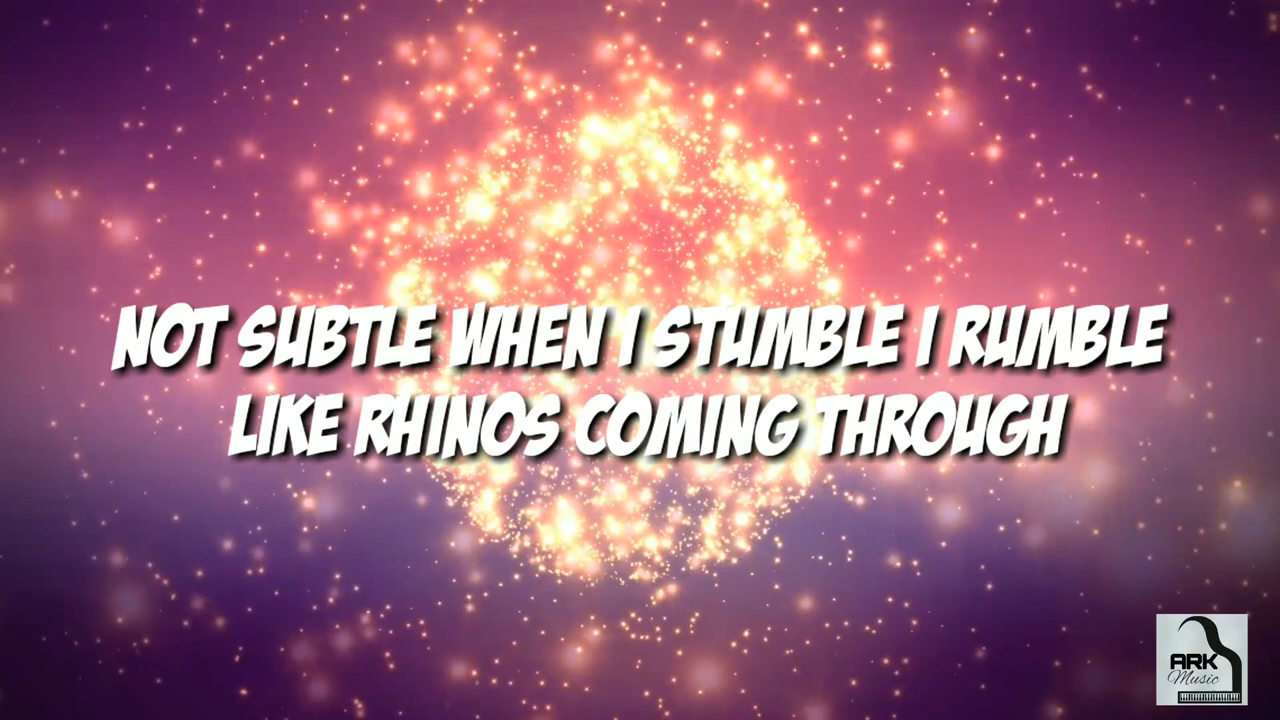 NOT SUBTLE WHEN I STUMBLE I RUMBLE
LIKE RHINOS COMING THROUGH
ARK
Music